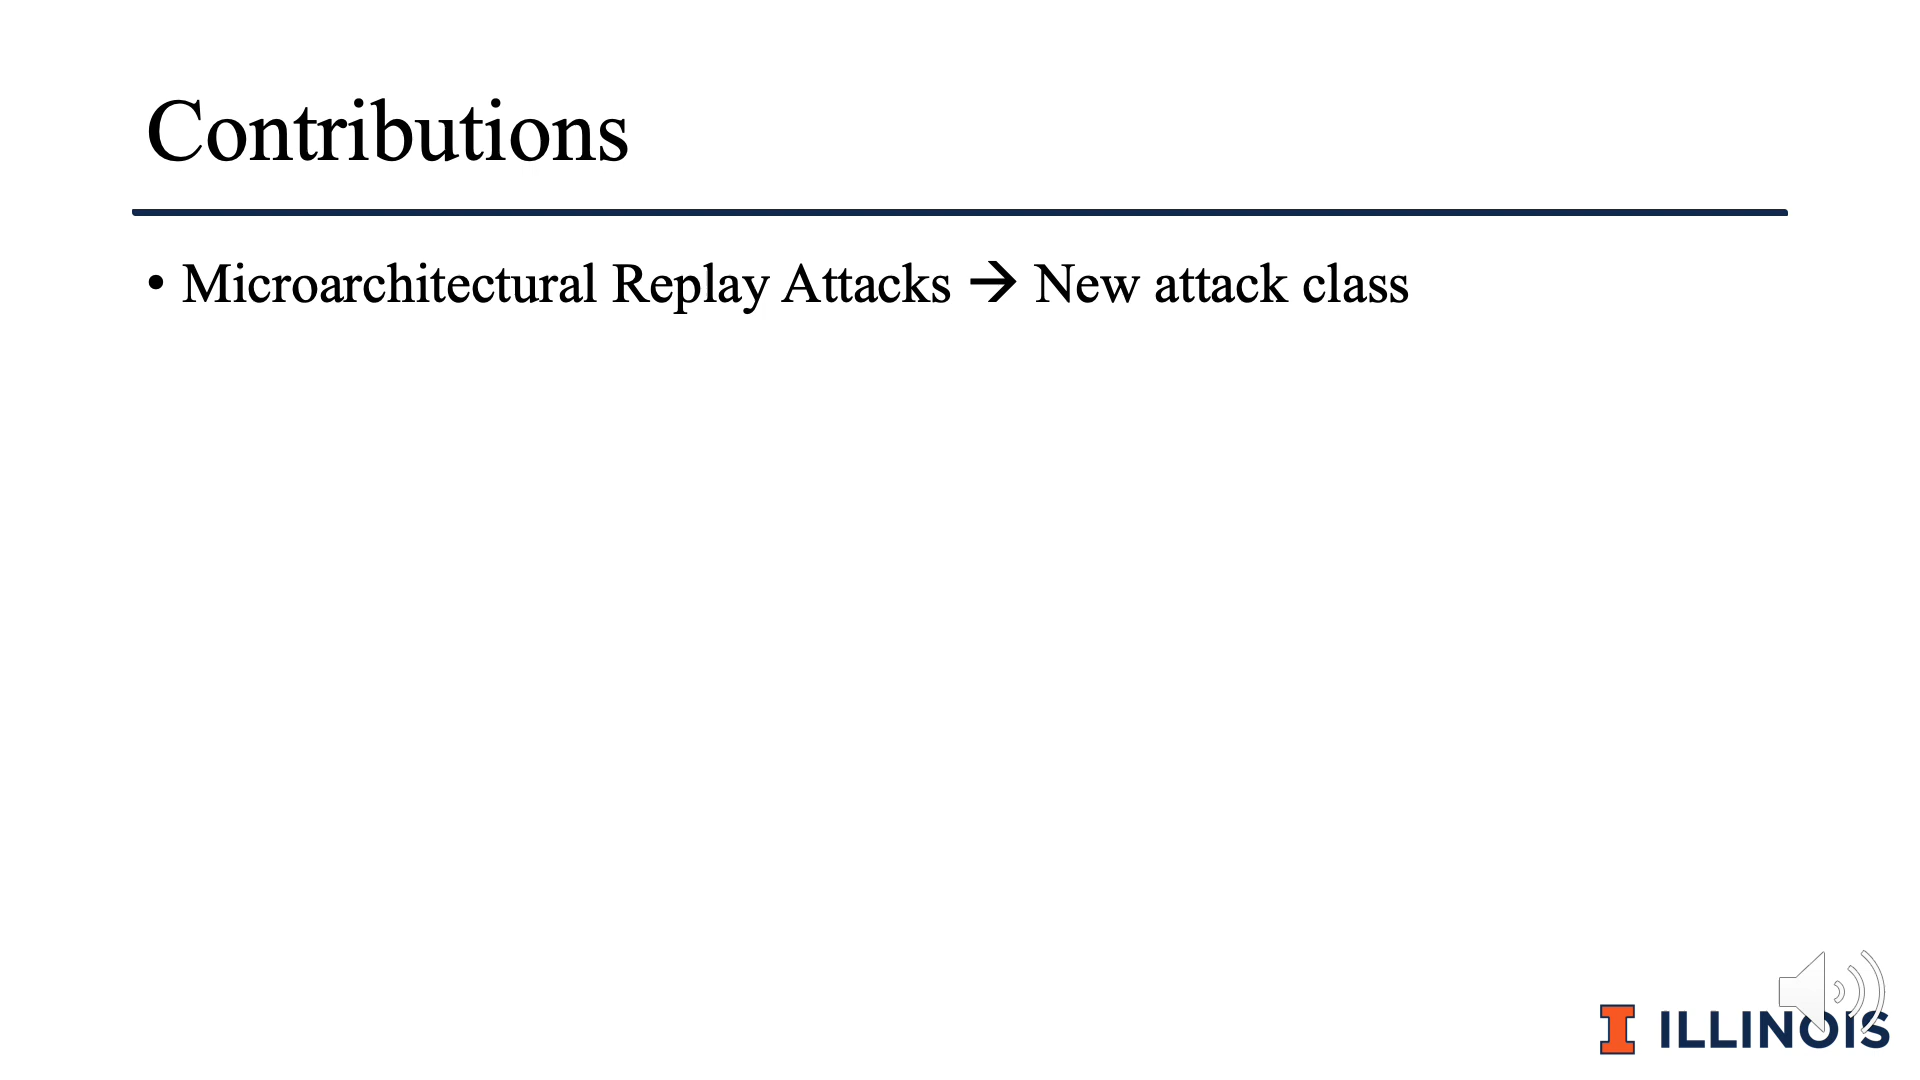 Contributions
• Microarchitectural Replay Attacks → New attack class
I ILLINOIS